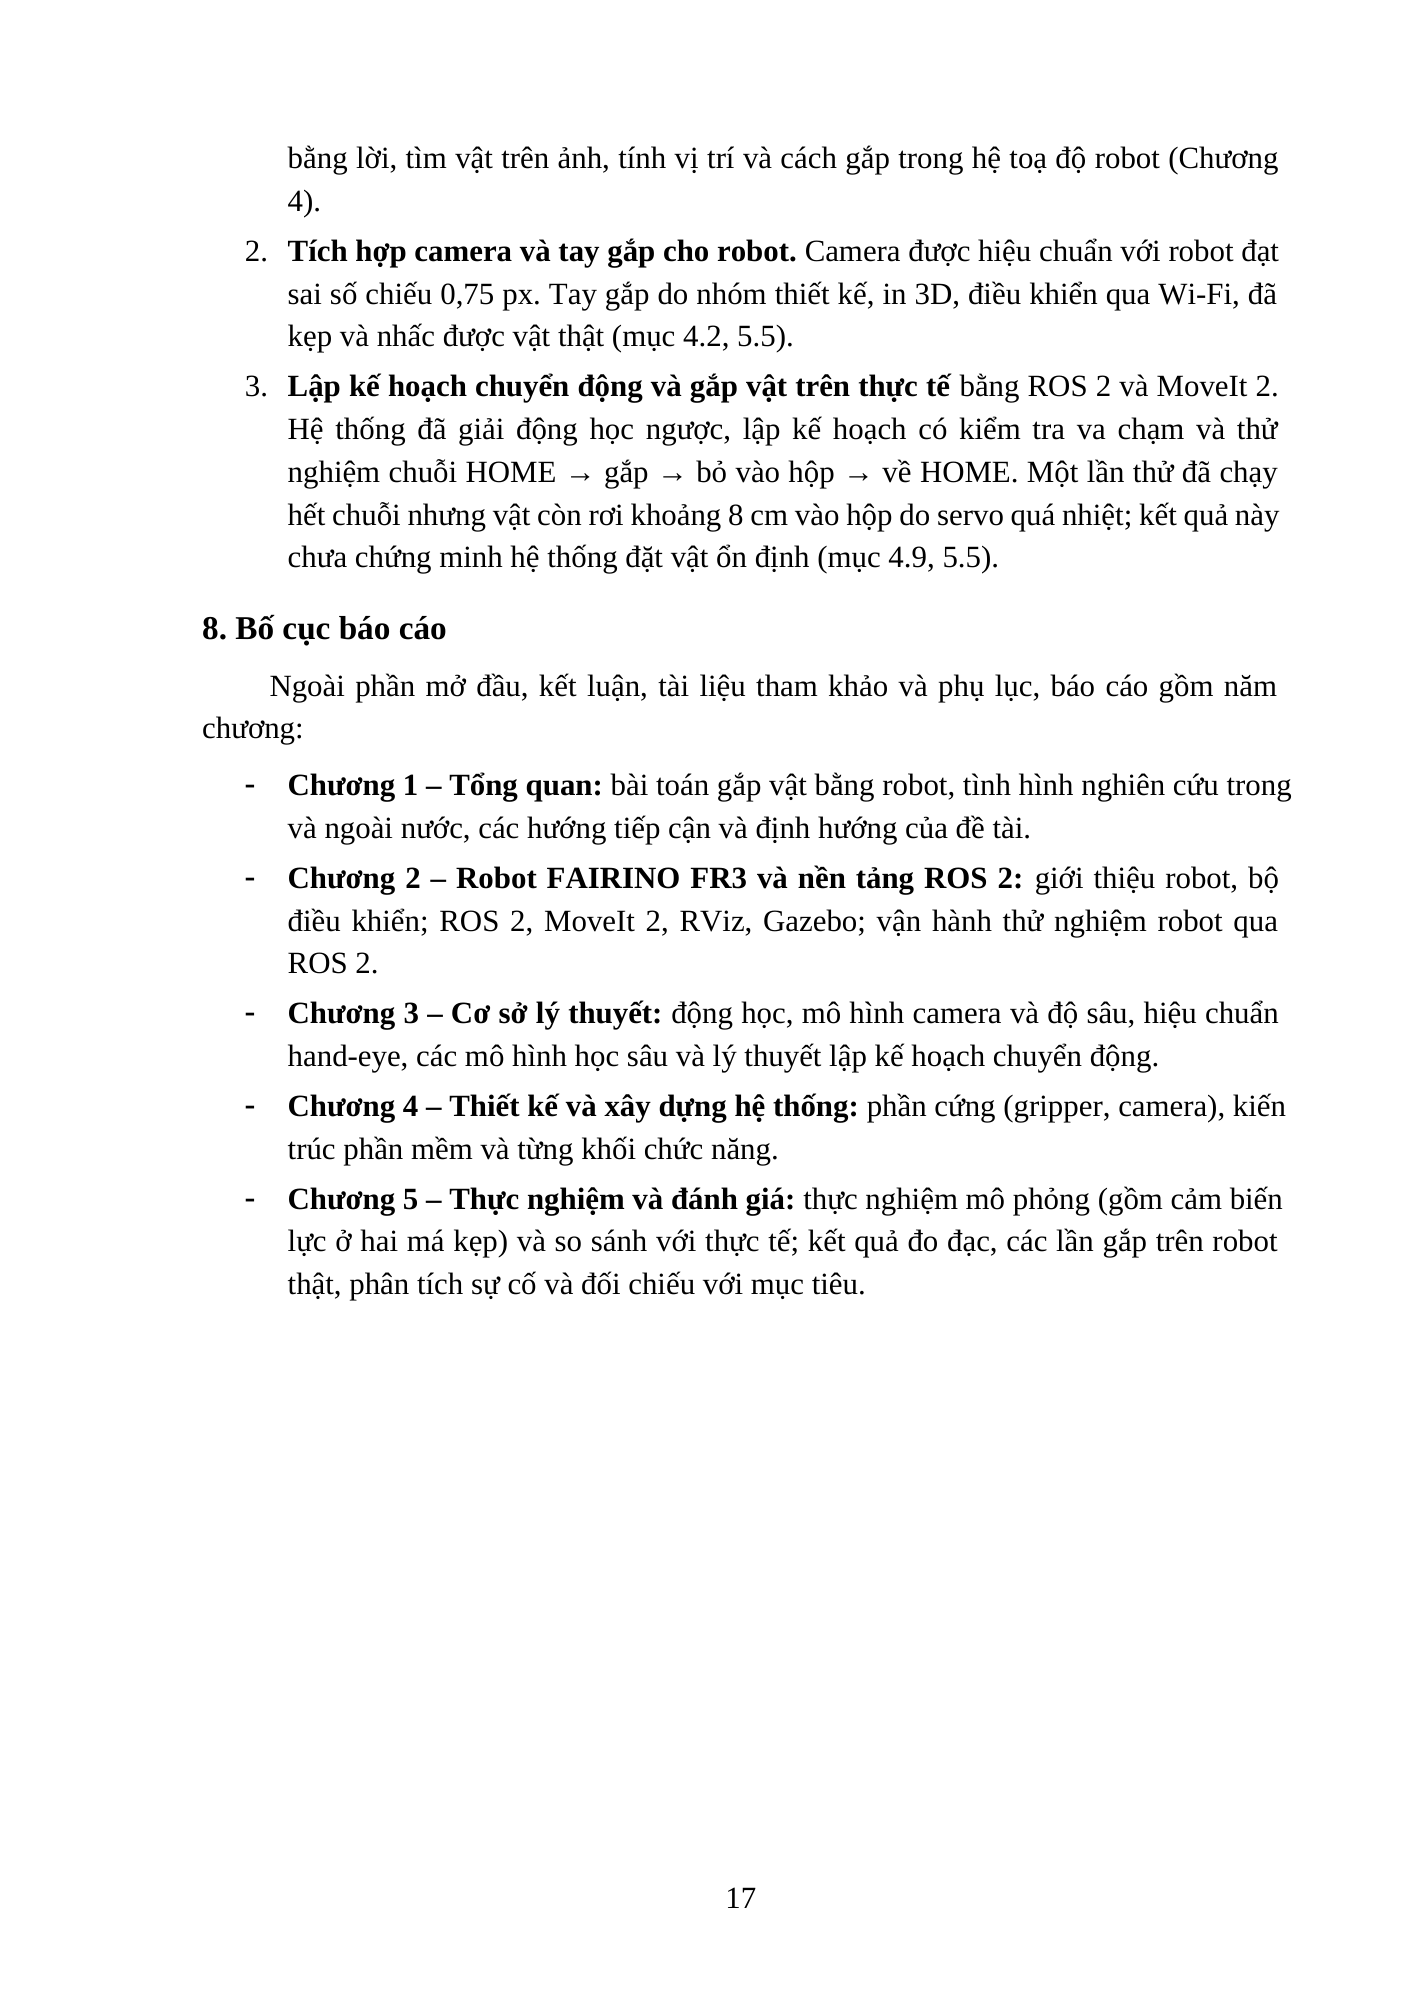 bằng lời, tìm vật trên ảnh, tính vị trí và cách gắp trong hệ toạ độ robot (Chương
4).
2. Tích hợp camera và tay gắp cho robot. Camera được hiệu chuẩn với robot đạt
sai số chiếu 0,75 px. Tay gắp do nhóm thiết kế, in 3D, điều khiển qua Wi-Fi, đã
kẹp và nhấc được vật thật (mục 4.2, 5.5).
3. Lập kế hoạch chuyển động và gắp vật trên thực tế bằng ROS 2 và MoveIt 2.
Hệ thống đã giải động học ngược, lập kế hoạch có kiểm tra va chạm và thử
nghiệm chuỗi HOME → gắp → bỏ vào hộp → về HOME. Một lần thử đã chạy
hết chuỗi nhưng vật còn rơi khoảng 8 cm vào hộp do servo quá nhiệt; kết quả này
chưa chứng minh hệ thống đặt vật ổn định (mục 4.9, 5.5).
8. Bố cục báo cáo
Ngoài phần mở đầu, kết luận, tài liệu tham khảo và phụ lục, báo cáo gồm năm
chương:
- Chương 1 – Tổng quan: bài toán gắp vật bằng robot, tình hình nghiên cứu trong
và ngoài nước, các hướng tiếp cận và định hướng của đề tài.
- Chương 2 – Robot FAIRINO FR3 và nền tảng ROS 2: giới thiệu robot, bộ
điều khiển; ROS 2, MoveIt 2, RViz, Gazebo; vận hành thử nghiệm robot qua
ROS 2.
- Chương 3 – Cơ sở lý thuyết: động học, mô hình camera và độ sâu, hiệu chuẩn
hand-eye, các mô hình học sâu và lý thuyết lập kế hoạch chuyển động.
- Chương 4 – Thiết kế và xây dựng hệ thống: phần cứng (gripper, camera), kiến
trúc phần mềm và từng khối chức năng.
- Chương 5 – Thực nghiệm và đánh giá: thực nghiệm mô phỏng (gồm cảm biến
lực ở hai má kẹp) và so sánh với thực tế; kết quả đo đạc, các lần gắp trên robot
thật, phân tích sự cố và đối chiếu với mục tiêu.
17